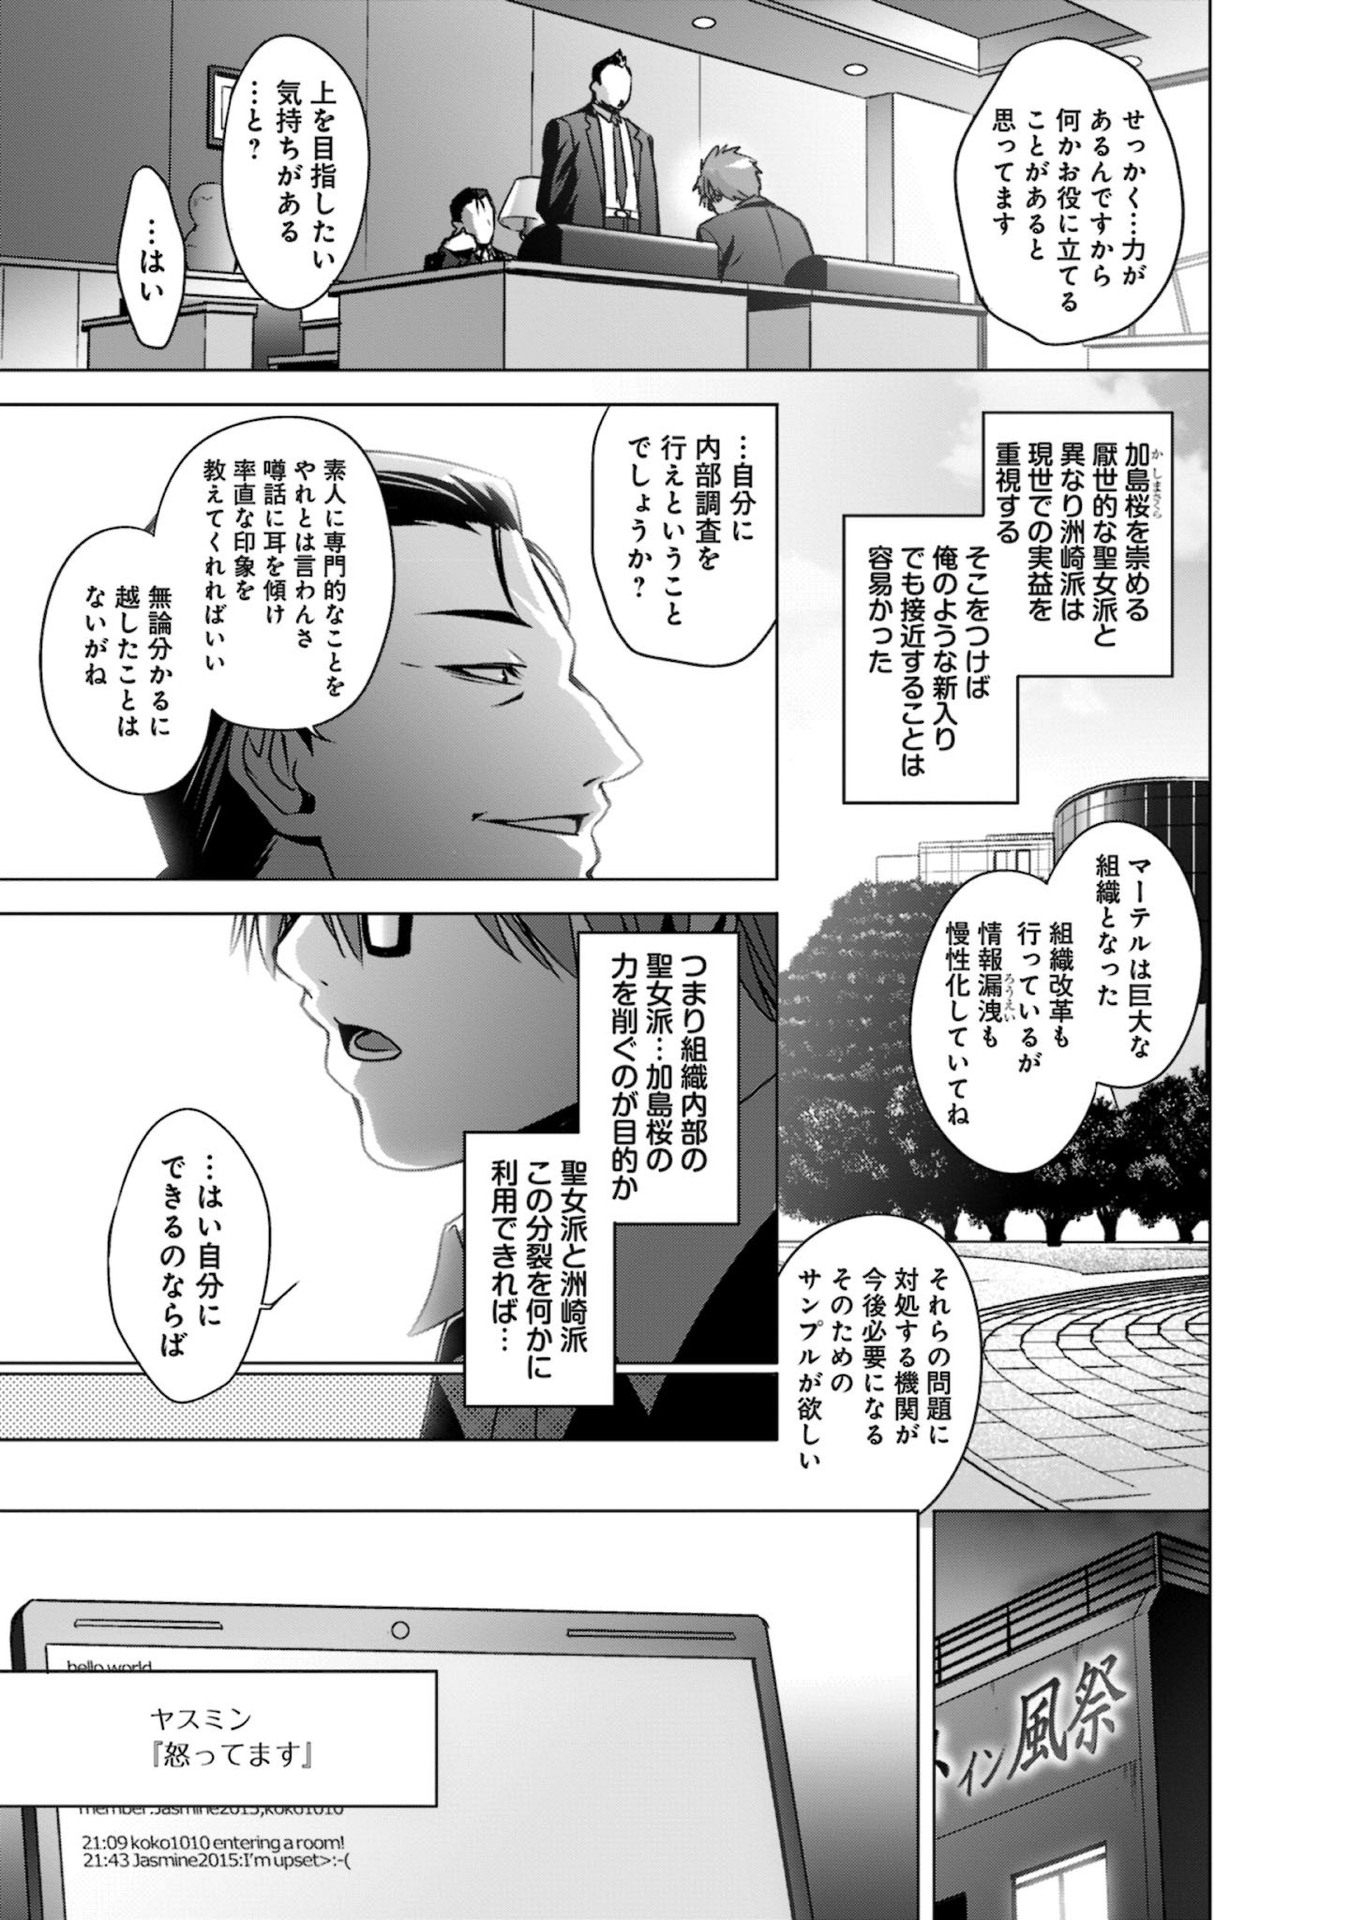 せっかく…力が
あるんですから
何かお役に立てる
ことがあると
思ってます
上を目指したい
気持ちがある
…と?
…はい
加島桜を崇める
かしまさくら
厭世的な聖女派と
異なり洲崎派は
現世での実益を
重視する
そこをつけば
俺のような新入り
でも接近することは
容易かった
マーテルは巨大な
組織となった
組織改革も
行っているが
情報漏洩も
ろうえい
慢性化していてね
それらの問題に
対処する機関が
今後必要になる
そのための
サンプルが欲しい
…自分に
内部調査を
行えということ
でしょうか?
素人に専門的なことを
やれとは言わんさ
噂話に耳を傾け
率直な印象を
教えてくれればいい
無論分かるに
越したことは
ないがね
つまり組織内部の
聖女派…加島桜の
力を削ぐのが目的か
聖女派と洲崎派
この分裂を何かに
利用できれば…
…はい自分に
できるのならば
イン風祭
hello world
ヤスミン
『怒ってます』
member:Jasmine2015,koko1010
21:09 koko1010 entering a room!
21:43 Jasmine2015:I'm upset>:-(